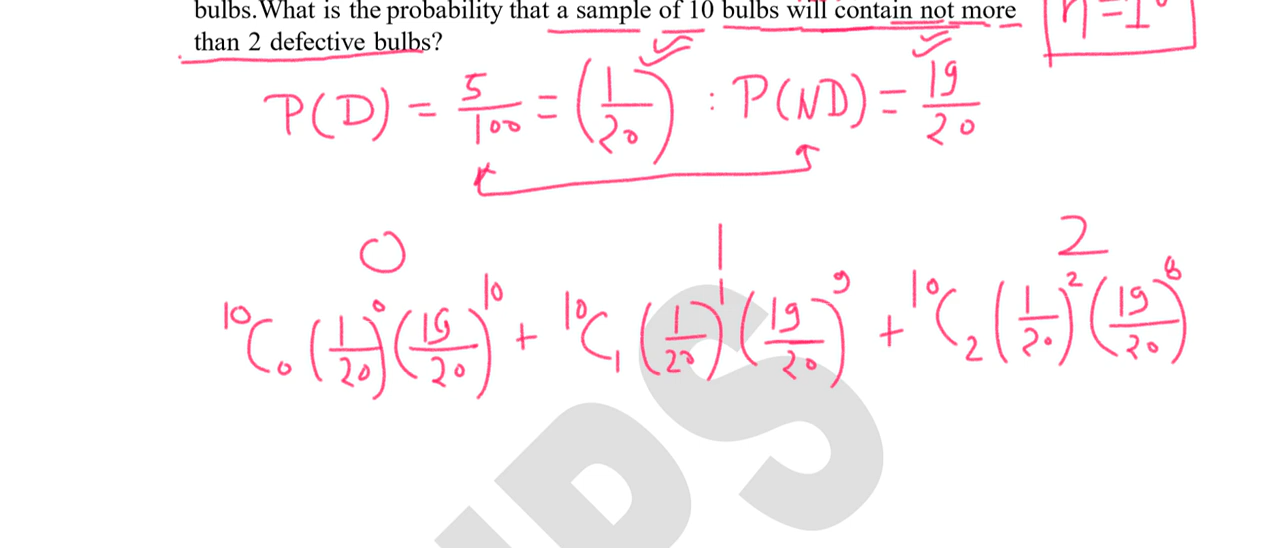 bulbs. What is the probability that a sample of 10 bulbs will contain not more
than 2 defective bulbs?
n = 10
P(D) = 5/100 = (1/20) : P(ND) = 19/20
0 1 2
¹⁰C₀ (1/20)⁰ (19/20)¹⁰ + ¹⁰C₁ (1/20)¹ (19/20)⁹ + ¹⁰C₂ (1/20)² (19/20)⁸